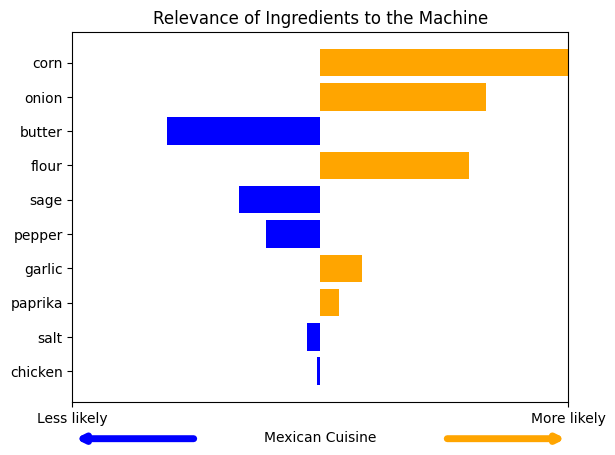 Relevance of Ingredients to the Machine
corn
onion
butter
flour
sage
pepper
garlic
paprika
salt
chicken
Less likely
More likely
Mexican Cuisine